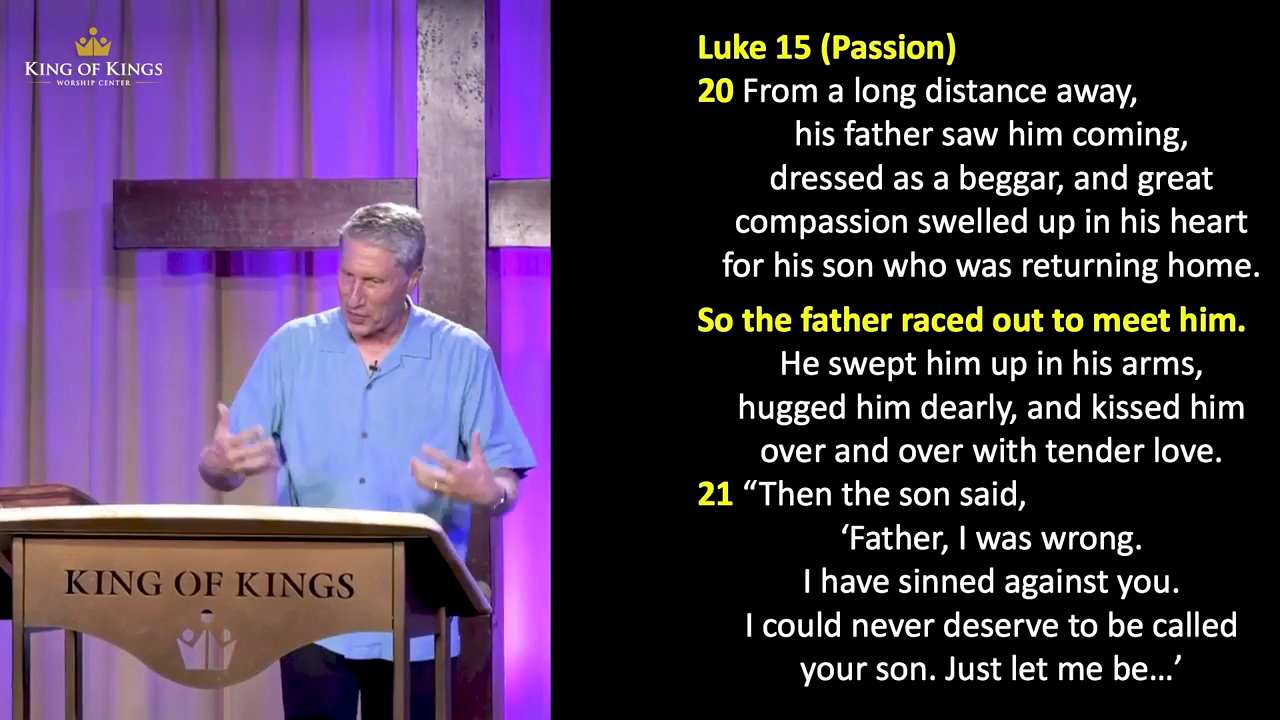 KING OF KINGS
WORSHIP CENTER
KING OF KINGS
Luke 15 (Passion)
20 From a long distance away,
his father saw him coming,
dressed as a beggar, and great
compassion swelled up in his heart
for his son who was returning home.
So the father raced out to meet him.
He swept him up in his arms,
hugged him dearly, and kissed him
over and over with tender love.
21 “Then the son said,
‘Father, I was wrong.
I have sinned against you.
I could never deserve to be called
your son. Just let me be…’